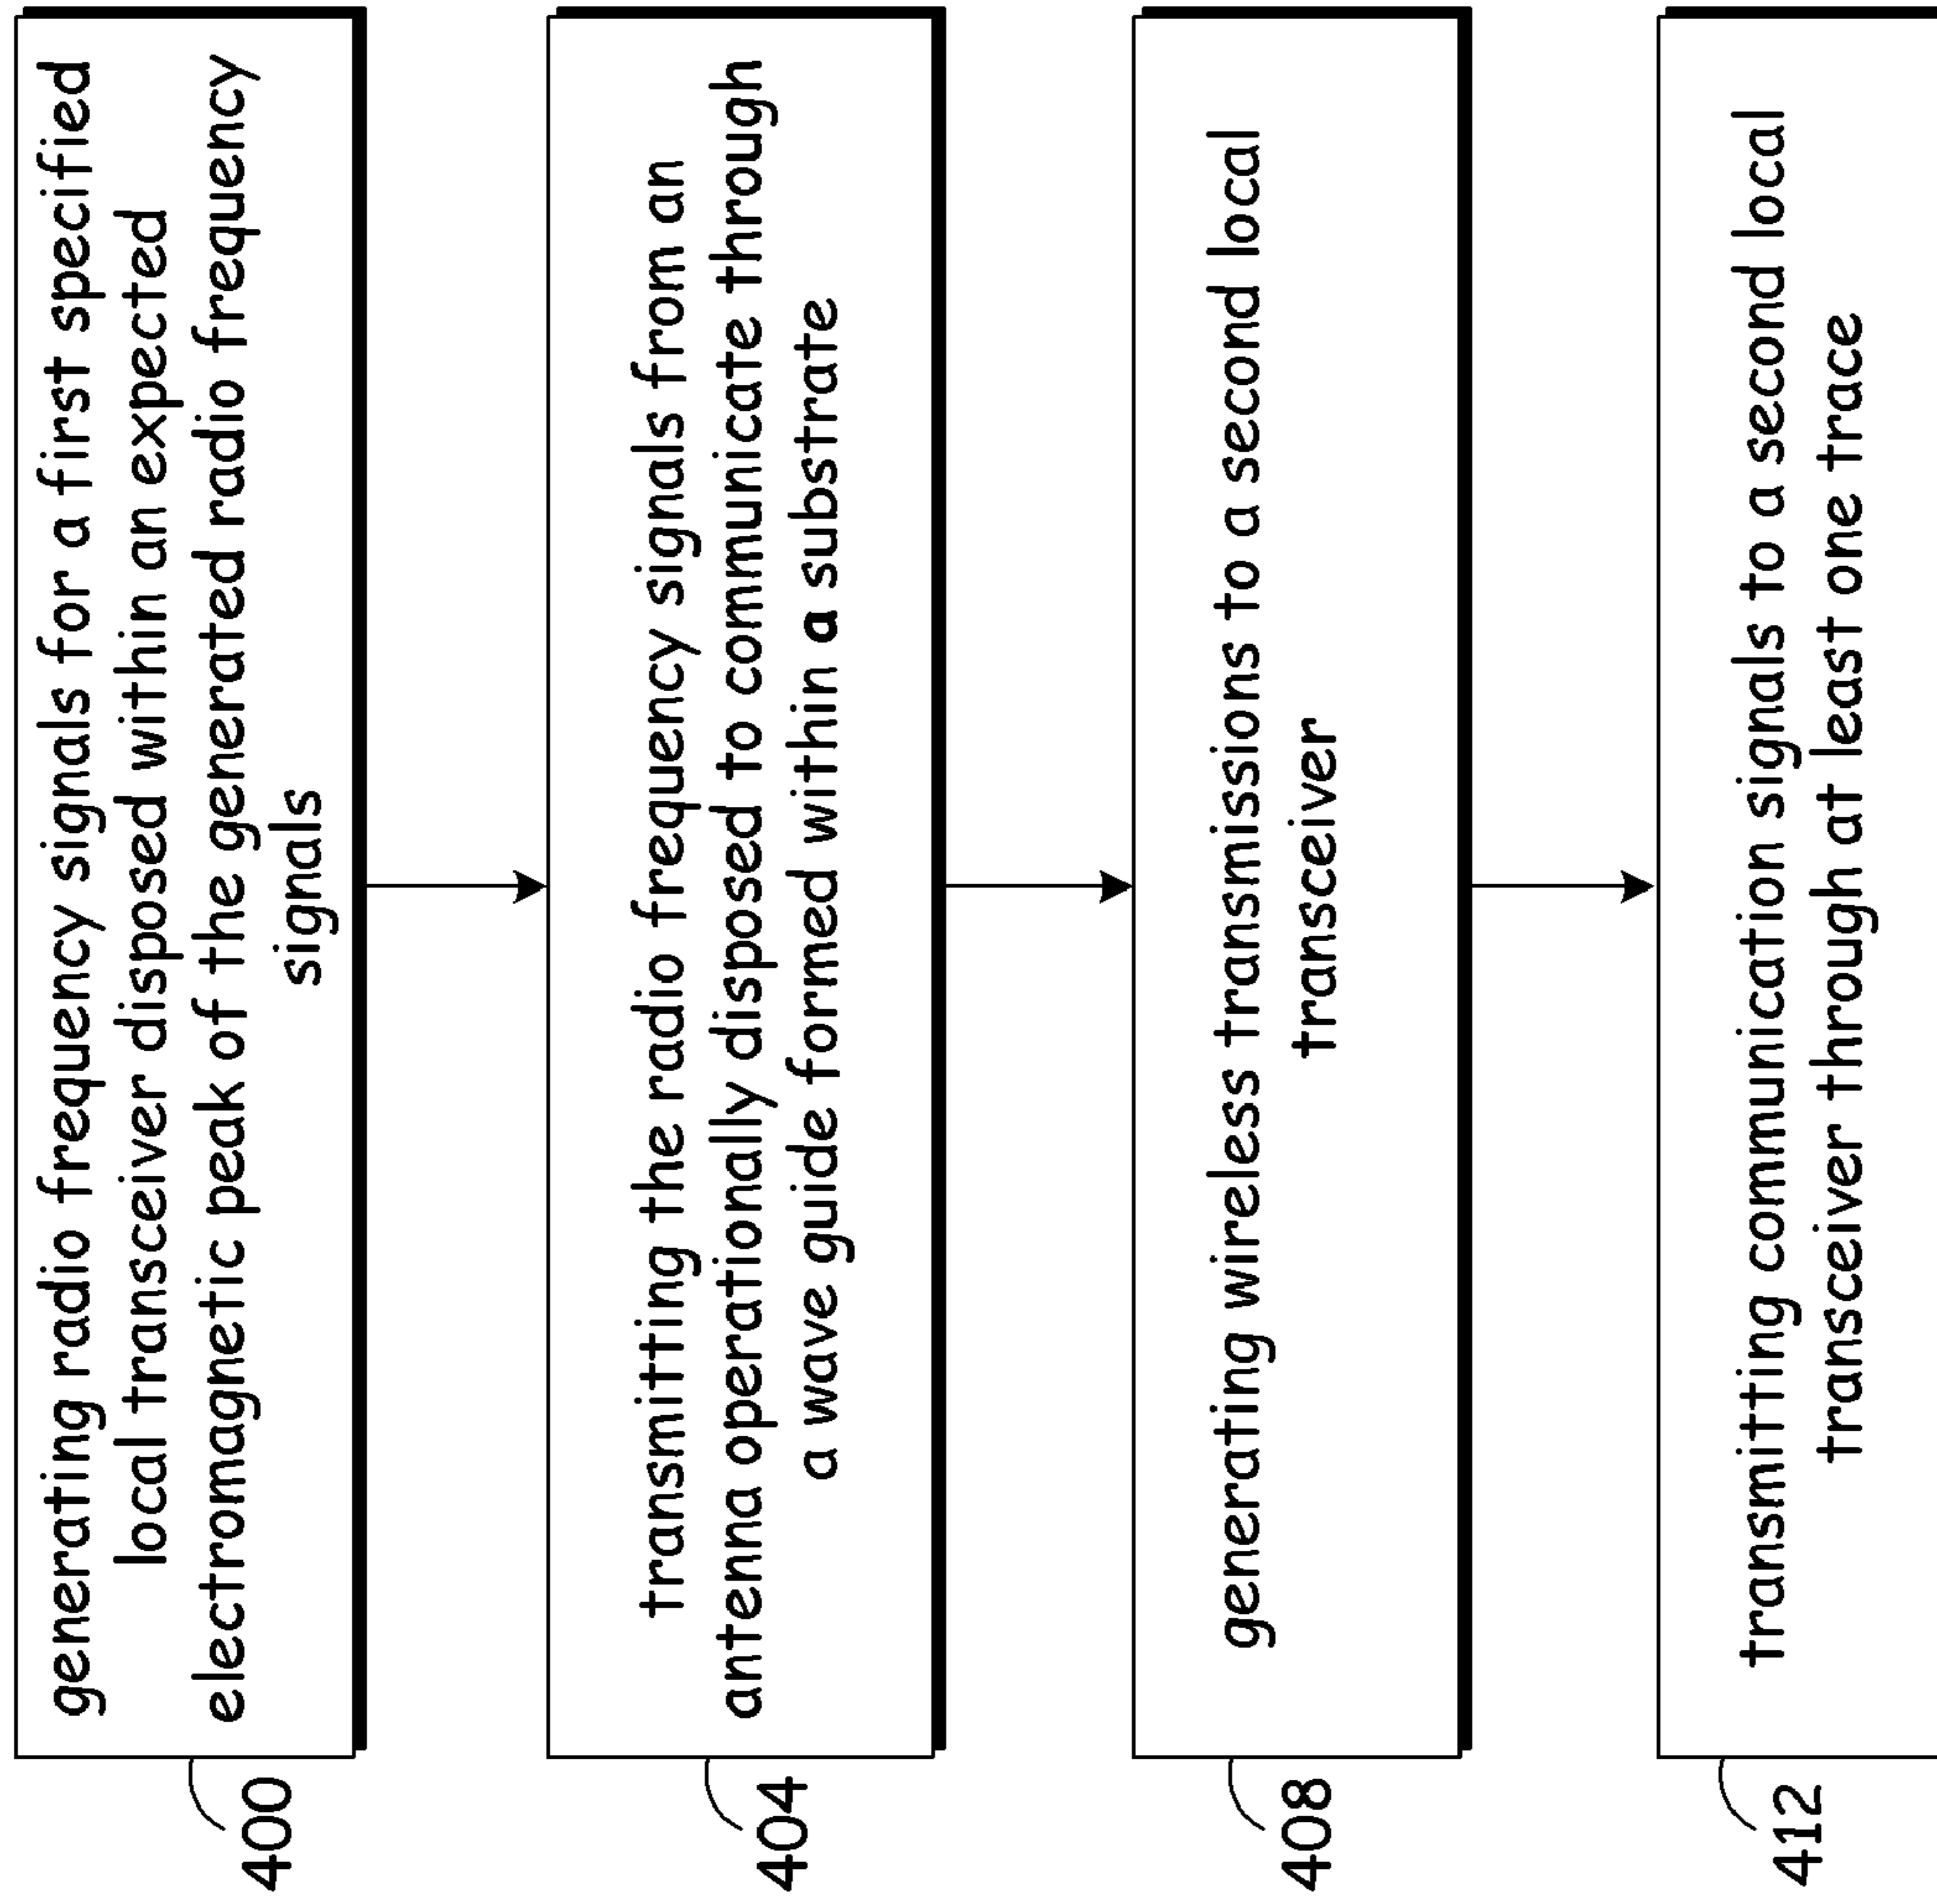 generating radio frequency signals for a first specified
local transceiver disposed within an expected
electromagnetic peak of the generated radio frequency
signals
400
transmitting the radio frequency signals from an
antenna operationally disposed to communicate through
a wave guide formed within a substrate
404
generating wireless transmissions to a second local
transceiver
408
transmitting communication signals to a second local
transceiver through at least one trace
412